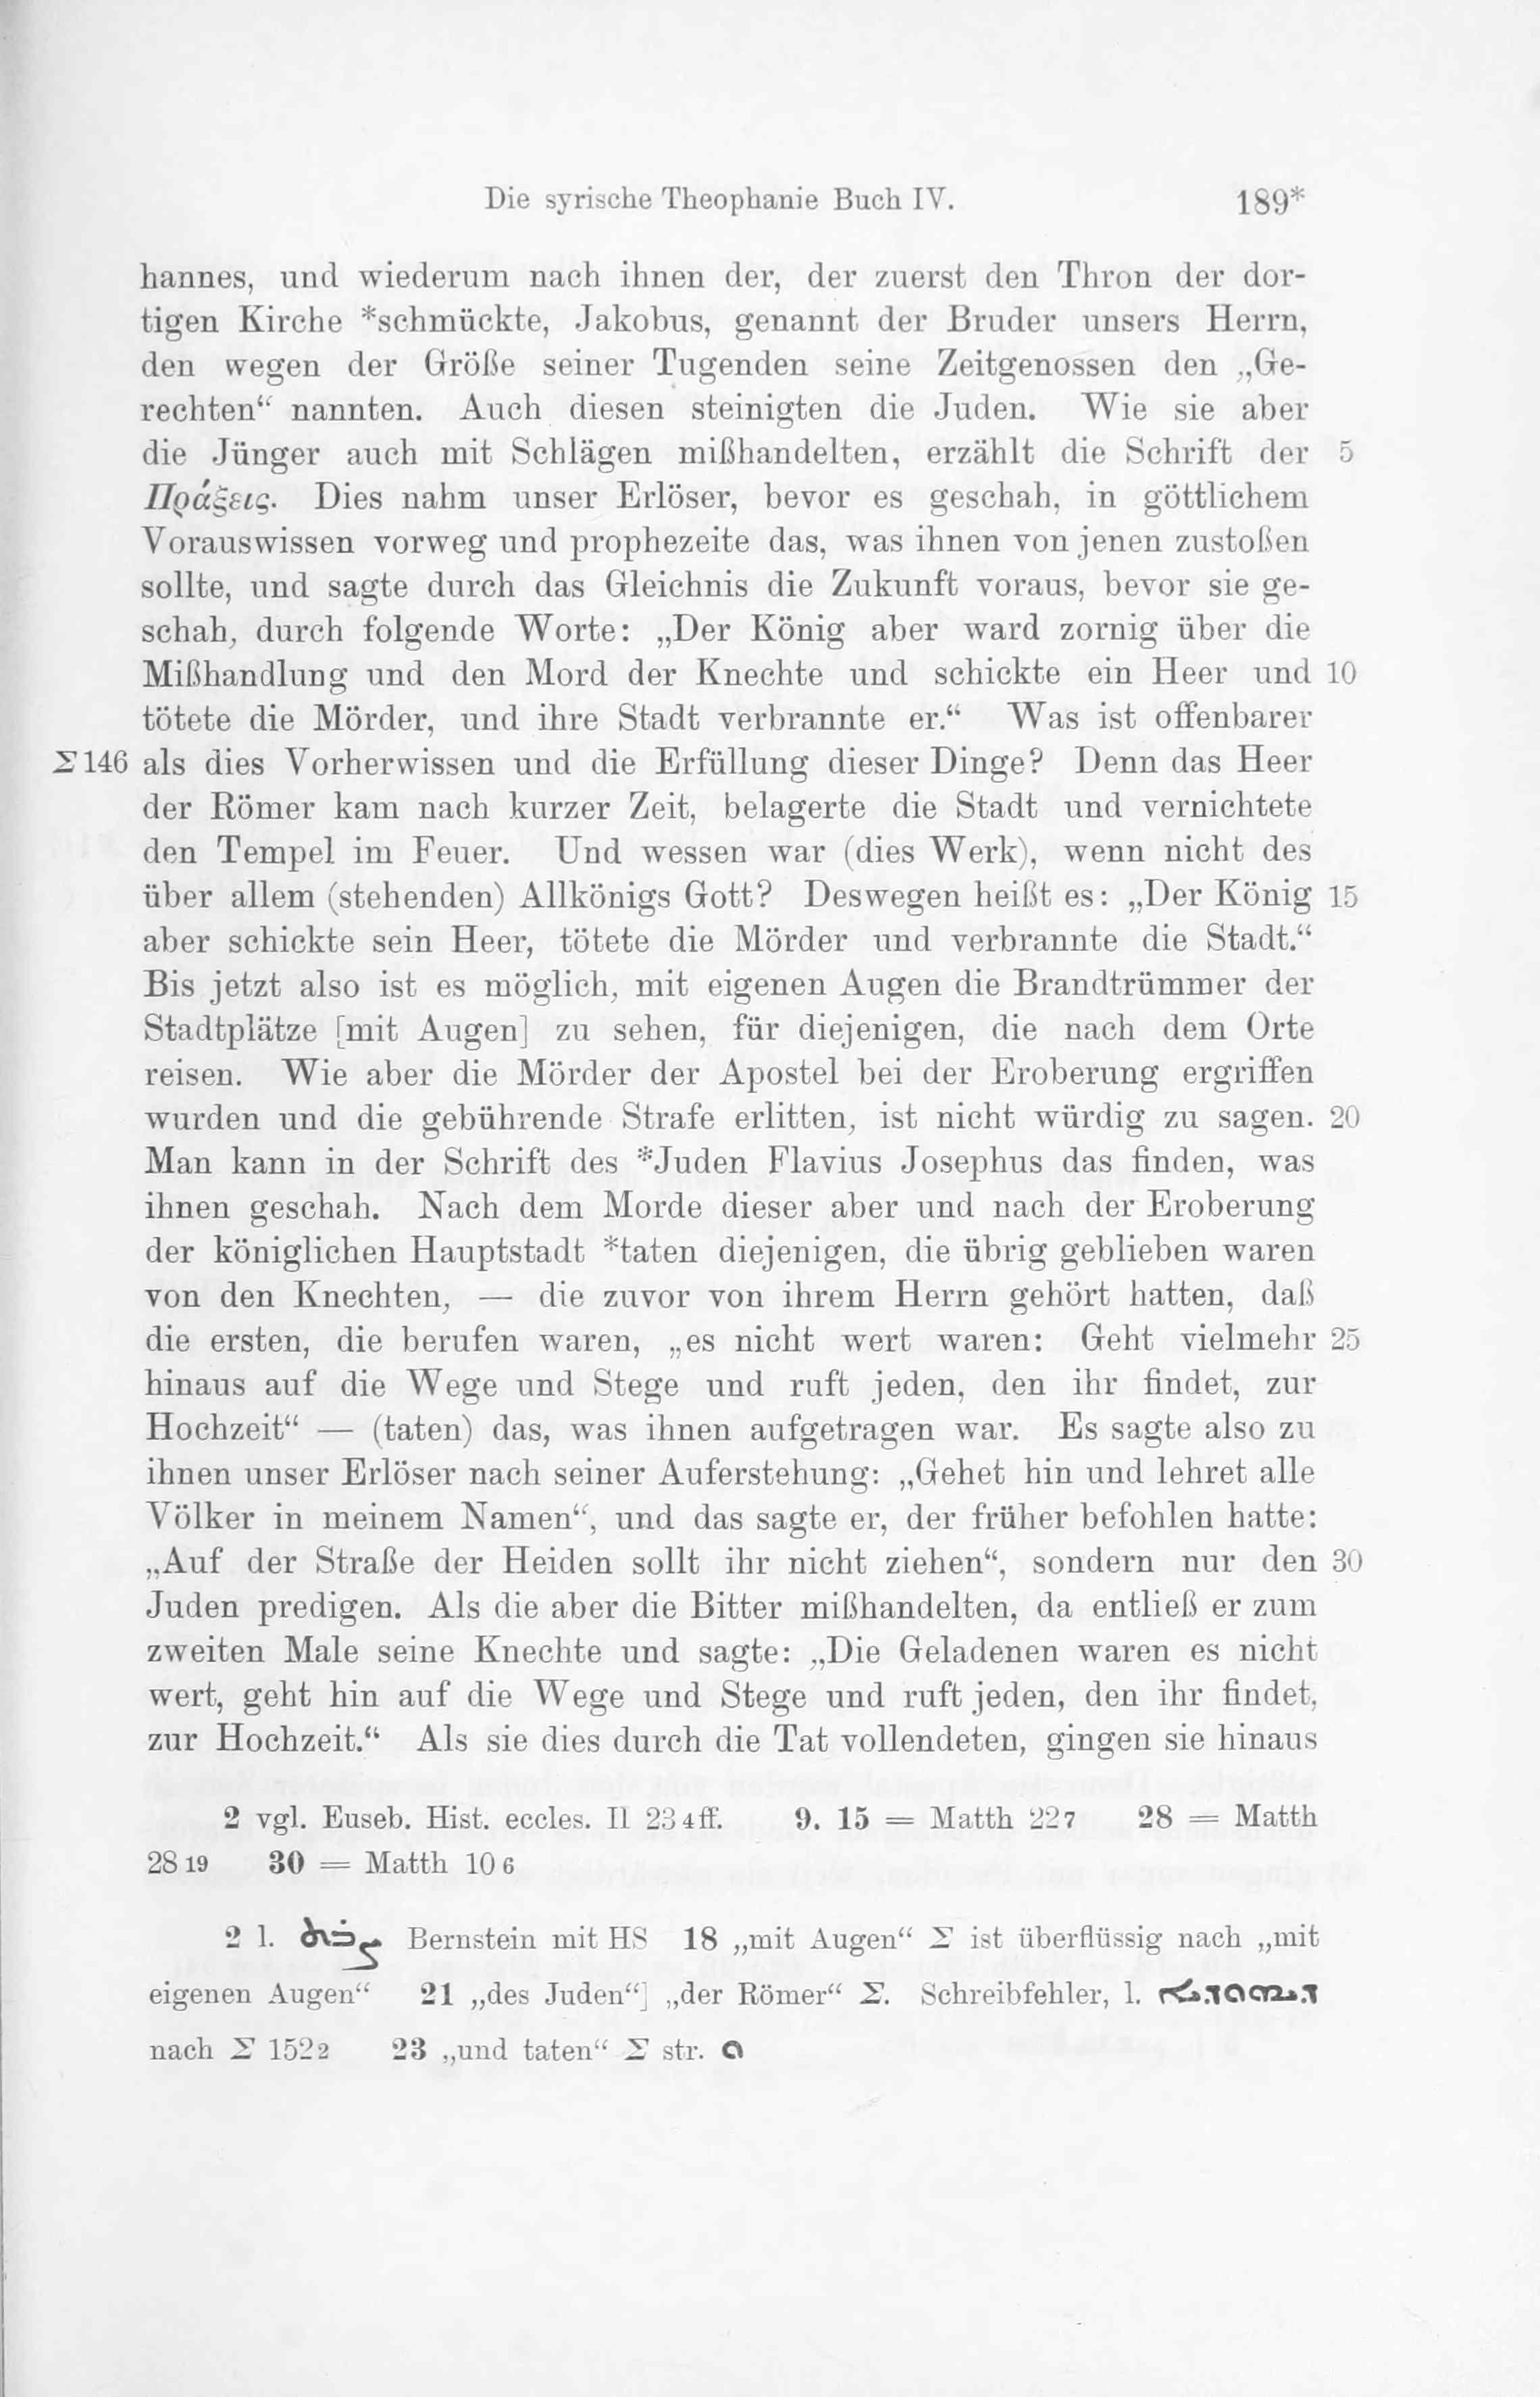 Die syrische Theophanie Buch IV. 189*
hannes, und wiederum nach ihnen der, der zuerst den Thron der dor-
tigen Kirche *schmückte, Jakobus, genannt der Bruder unsers Herrn,
den wegen der Größe seiner Tugenden seine Zeitgenossen den „Ge-
rechten“ nannten. Auch diesen steinigten die Juden. Wie sie aber
die Jünger auch mit Schlägen mißhandelten, erzählt die Schrift der 5
Πράξεις. Dies nahm unser Erlöser, bevor es geschah, in göttlichem
Vorauswissen vorweg und prophezeite das, was ihnen von jenen zustoßen
sollte, und sagte durch das Gleichnis die Zukunft voraus, bevor sie ge-
schah, durch folgende Worte: „Der König aber ward zornig über die
Mißhandlung und den Mord der Knechte und schickte ein Heer und 10
tötete die Mörder, und ihre Stadt verbrannte er.“ Was ist offenbarer
Σ 146 als dies Vorherwissen und die Erfüllung dieser Dinge? Denn das Heer
der Römer kam nach kurzer Zeit, belagerte die Stadt und vernichtete
den Tempel im Feuer. Und wessen war (dies Werk), wenn nicht des
über allem (stehenden) Allkönigs Gott? Deswegen heißt es: „Der König 15
aber schickte sein Heer, tötete die Mörder und verbrannte die Stadt.“
Bis jetzt also ist es möglich, mit eigenen Augen die Brandtrümmer der
Stadtplätze [mit Augen] zu sehen, für diejenigen, die nach dem Orte
reisen. Wie aber die Mörder der Apostel bei der Eroberung ergriffen
wurden und die gebührende Strafe erlitten, ist nicht würdig zu sagen. 20
Man kann in der Schrift des *Juden Flavius Josephus das finden, was
ihnen geschah. Nach dem Morde dieser aber und nach der Eroberung
der königlichen Hauptstadt *taten diejenigen, die übrig geblieben waren
von den Knechten, — die zuvor von ihrem Herrn gehört hatten, daß
die ersten, die berufen waren, „es nicht wert waren: Geht vielmehr 25
hinaus auf die Wege und Stege und ruft jeden, den ihr findet, zur
Hochzeit“ — (taten) das, was ihnen aufgetragen war. Es sagte also zu
ihnen unser Erlöser nach seiner Auferstehung: „Gehet hin und lehret alle
Völker in meinem Namen“, und das sagte er, der früher befohlen hatte:
„Auf der Straße der Heiden sollt ihr nicht ziehen“, sondern nur den 30
Juden predigen. Als die aber die Bitter mißhandelten, da entließ er zum
zweiten Male seine Knechte und sagte: „Die Geladenen waren es nicht
wert, geht hin auf die Wege und Stege und ruft jeden, den ihr findet,
zur Hochzeit.“ Als sie dies durch die Tat vollendeten, gingen sie hinaus
2 vgl. Euseb. Hist. eccles. II 23 4 ff. 9. 15 = Matth 22 7 28 = Matth
28 19 30 = Matth 10 6
2 l. Bernstein mit HS 18 „mit Augen“ Σ ist überflüssig nach „mit
eigenen Augen“ 21 „des Juden“] „der Römer“ Σ. Schreibfehler, l. ܕܝܗܘܕܝܐ
nach Σ 152 2 23 „und taten“ Σ str. ܘ